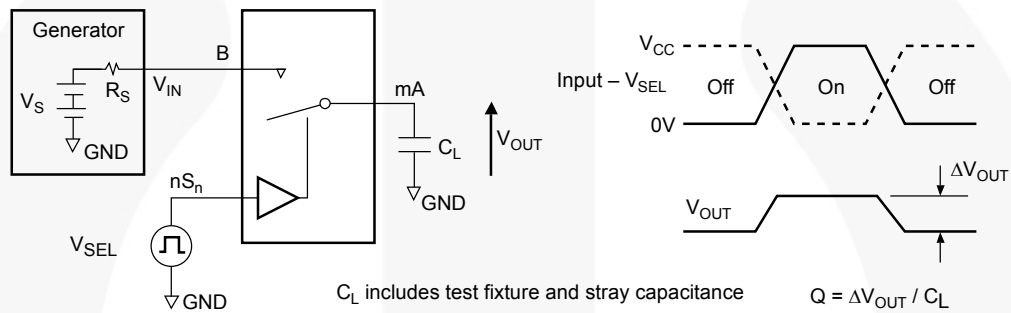 Generator
V_S
R_S
V_IN
GND
B
mA
C_L
GND
V_OUT
nS_n
V_SEL
GND
C_L includes test fixture and stray capacitance
V_CC
Input – V_SEL
0V
Off
On
Off
V_OUT
ΔV_OUT
Q = ΔV_OUT / C_L